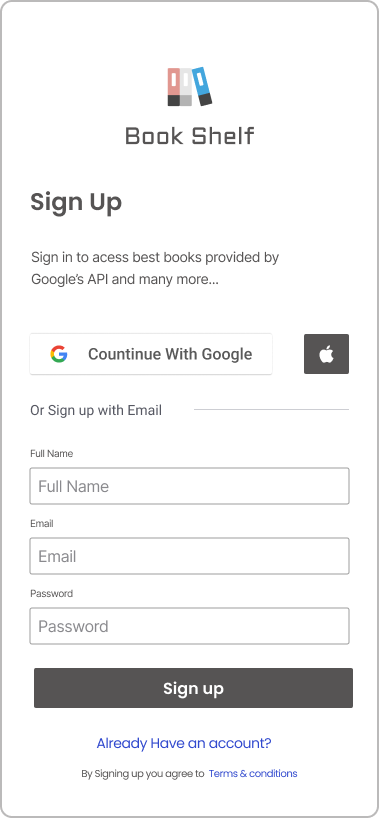 Book Shelf
Sign Up
Sign in to acess best books provided by
Google's API and many more...
Countinue With Google
Or Sign up with Email
Full Name
Full Name
Email
Email
Password
Password
Sign up
Already Have an account?
By Signing up you agree to Terms & conditions